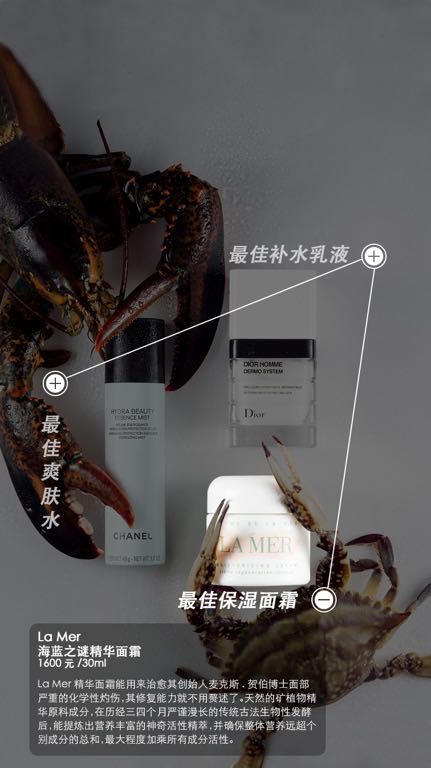 最佳补水乳液
DIOR HOMME
DERMO SYSTEM
Dior
HYDRA BEAUTY
ESSENCE MIST
CHANEL
最佳爽肤水
LA MER
最佳保湿面霜
La Mer
海蓝之谜精华面霜
1600 元 /30ml
La Mer 精华面霜能用来治愈其创始人麦克斯 . 贺伯博士面部
严重的化学性灼伤,其修复能力就不用赘述了。天然的矿植物精
华原料成分,在历经三四个月严谨漫长的传统古法生物性发酵
后,能提炼出营养丰富的神奇活性精萃,并确保整体营养远超个
别成分的总和,最大程度加乘所有成分活性。